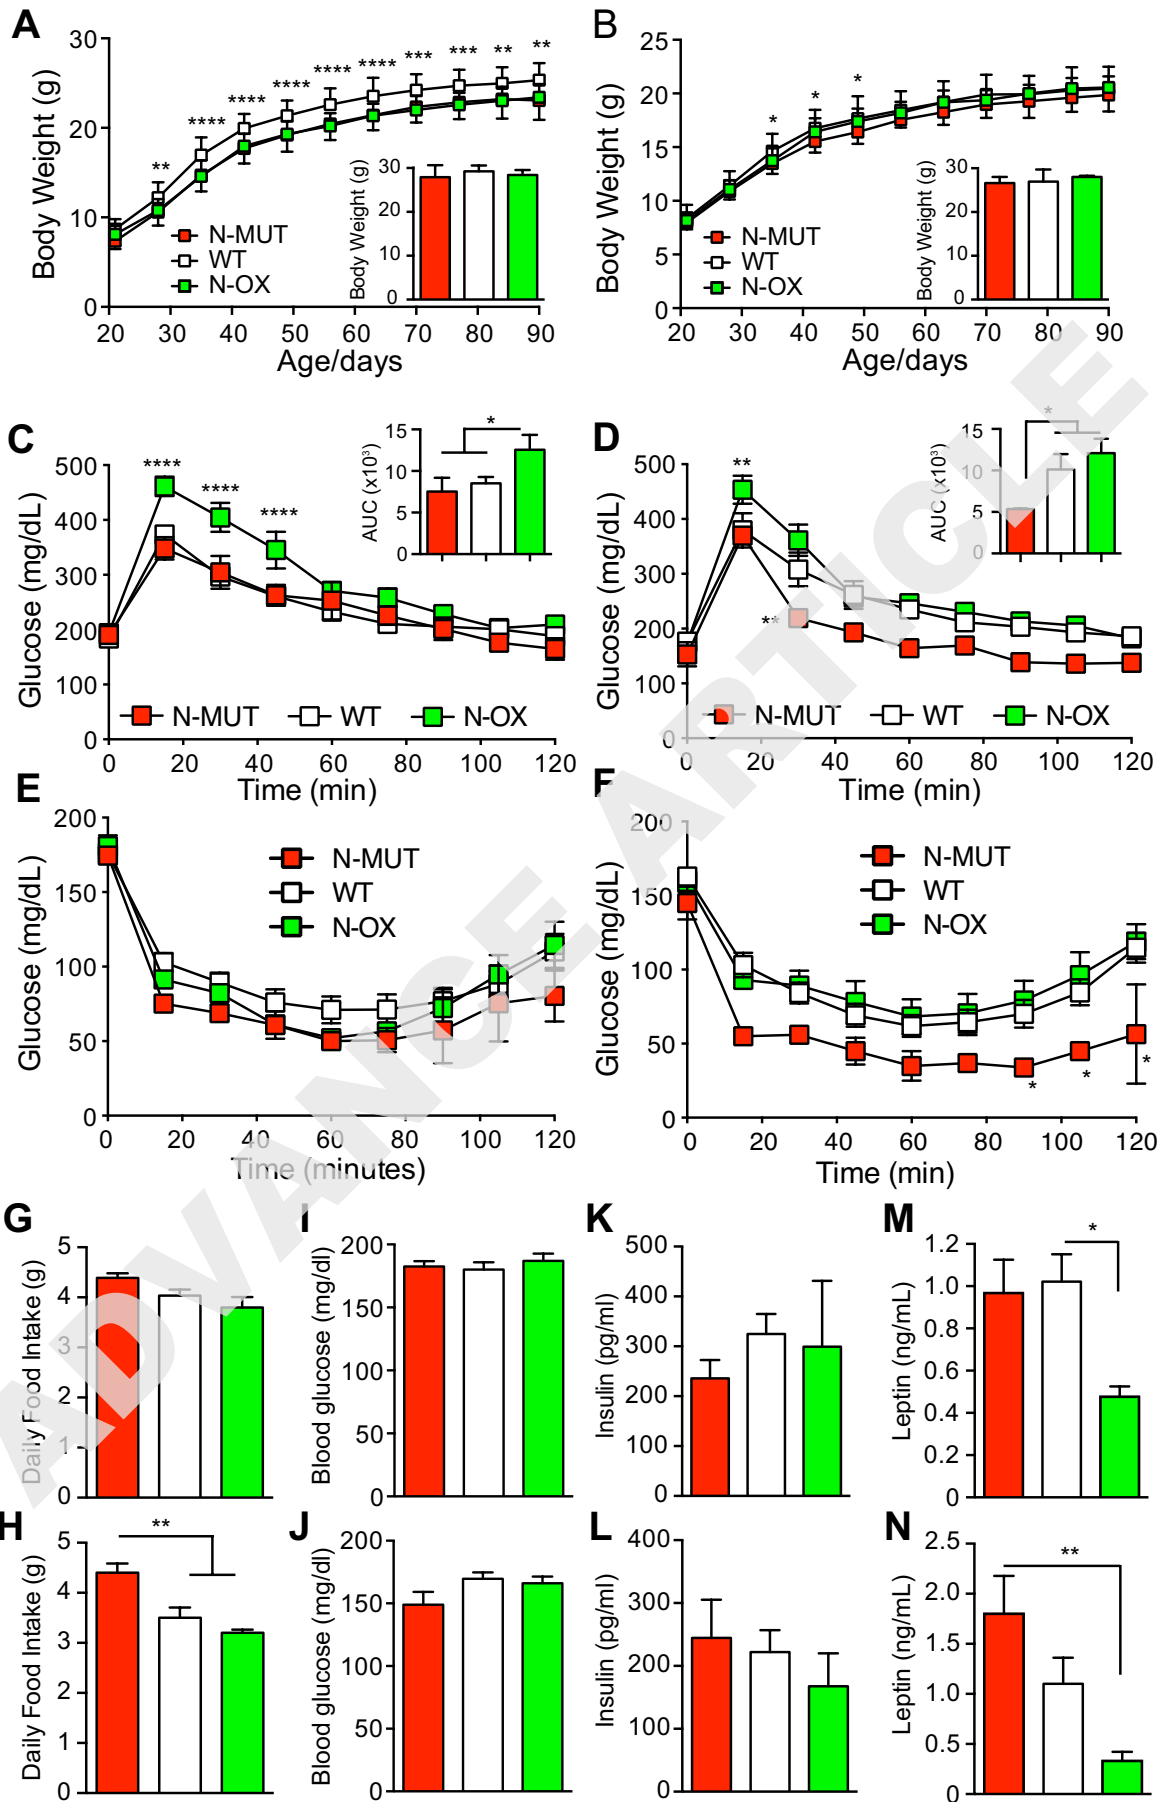 A
Body Weight (g)
30
20
10
0
** **** **** **** **** **** *** *** ** **
N-MUT
WT
N-OX
Body Weight (g)
30
20
10
0
20 30 40 50 60 70 80 90
Age/days
B
Body Weight (g)
25
20
15
10
5
0
* * *
N-MUT
WT
N-OX
Body Weight (g)
30
20
10
0
20 30 40 50 60 70 80 90
Age/days
C
Glucose (mg/dL)
500
400
300
200
100
0
**** **** ****
AUC (x10³)
15
10
5
0
*
N-MUT WT N-OX
0 20 40 60 80 100 120
Time (min)
D
Glucose (mg/dL)
500
400
300
200
100
0
**
**
AUC (x10³)
15
10
5
0
*
N-MUT WT N-OX
0 20 40 60 80 100 120
Time (min)
E
Glucose (mg/dL)
200
150
100
50
0
N-MUT
WT
N-OX
0 20 40 60 80 100 120
Time (minutes)
F
Glucose (mg/dL)
200
150
100
50
0
N-MUT
WT
N-OX
* * *
0 20 40 60 80 100 120
Time (min)
G
Daily Food Intake (g)
5
4
3
2
1
0
I
Blood glucose (mg/dl)
200
150
100
50
0
K
Insulin (pg/ml)
500
400
300
200
100
0
M
Leptin (ng/mL)
1.2
1.0
0.8
0.6
0.4
0.2
0
*
H
Daily Food Intake (g)
5
4
3
2
1
0
**
J
Blood glucose (mg/dl)
200
150
100
50
0
L
Insulin (pg/ml)
400
300
200
100
0
N
Leptin (ng/mL)
2.5
2.0
1.5
1.0
0.5
0
**
ADVANCE ARTICLE